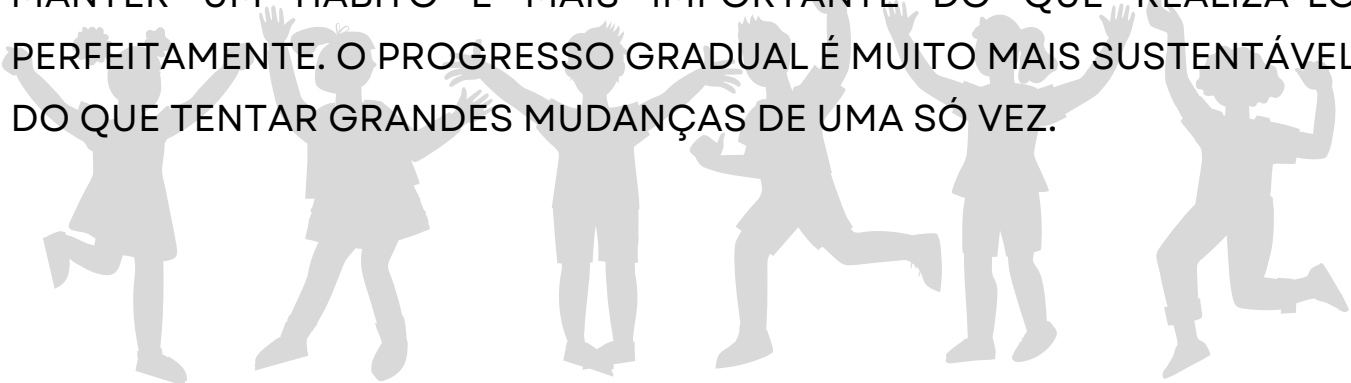 MANTER UM HÁBITO É MAIS IMPORTANTE DO QUE REALIZÁ-LO
PERFEITAMENTE. O PROGRESSO GRADUAL É MUITO MAIS SUSTENTÁVEL
DO QUE TENTAR GRANDES MUDANÇAS DE UMA SÓ VEZ.